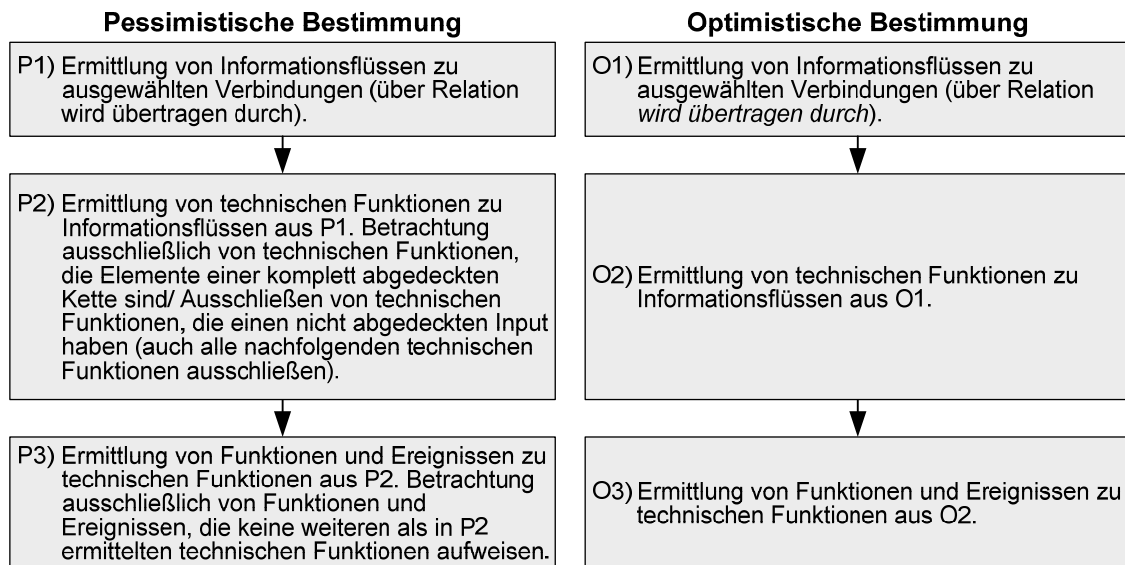 Pessimistische Bestimmung
P1) Ermittlung von Informationsflüssen zu
ausgewählten Verbindungen (über Relation
wird übertragen durch).
P2) Ermittlung von technischen Funktionen zu
Informationsflüssen aus P1. Betrachtung
ausschließlich von technischen Funktionen,
die Elemente einer komplett abgedeckten
Kette sind/ Ausschließen von technischen
Funktionen, die einen nicht abgedeckten Input
haben (auch alle nachfolgenden technischen
Funktionen ausschließen).
P3) Ermittlung von Funktionen und Ereignissen zu
technischen Funktionen aus P2. Betrachtung
ausschließlich von Funktionen und
Ereignissen, die keine weiteren als in P2
ermittelten technischen Funktionen aufweisen.
Optimistische Bestimmung
O1) Ermittlung von Informationsflüssen zu
ausgewählten Verbindungen (über Relation
wird übertragen durch).
O2) Ermittlung von technischen Funktionen zu
Informationsflüssen aus O1.
O3) Ermittlung von Funktionen und Ereignissen zu
technischen Funktionen aus O2.